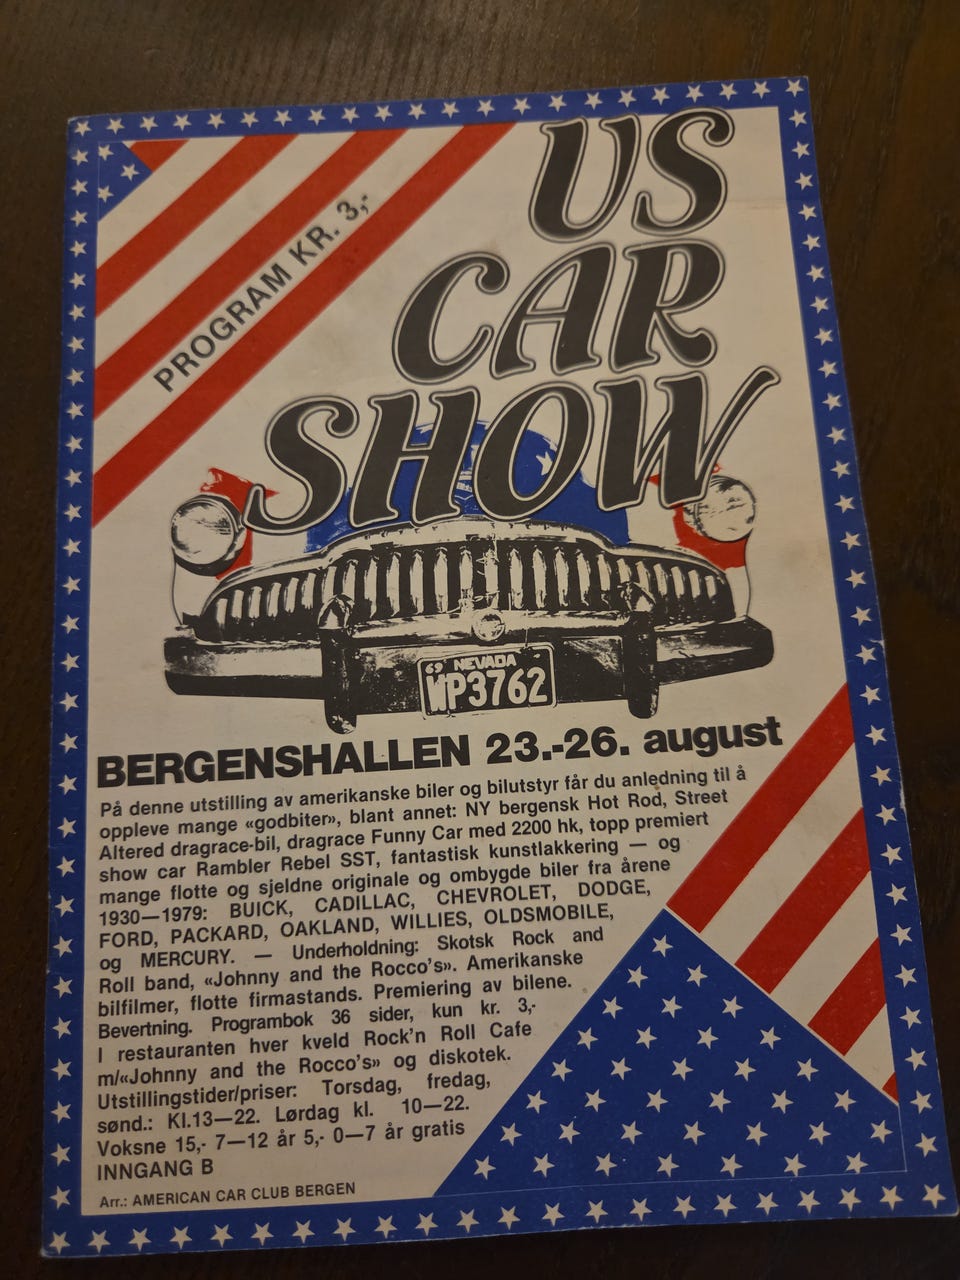 US
CAR
SHOW
PROGRAM KR. 3,-
69 NEVADA
WP3762
BERGENSHALLEN 23.-26. august
På denne utstilling av amerikanske biler og bilutstyr får du anledning til å
oppleve mange «godbiter», blant annet: NY bergensk Hot Rod, Street
Altered dragrace-bil, dragrace Funny Car med 2200 hk, topp premiert
show car Rambler Rebel SST, fantastisk kunstlakkering — og
mange flotte og sjeldne originale og ombygde biler fra årene
1930—1979: BUICK, CADILLAC, CHEVROLET, DODGE,
FORD, PACKARD, OAKLAND, WILLIES, OLDSMOBILE,
og MERCURY. — Underholdning: Skotsk Rock and
Roll band, «Johnny and the Rocco's». Amerikanske
bilfilmer, flotte firmastands. Premiering av bilene.
Bevertning. Programbok 36 sider, kun kr. 3,-
I restauranten hver kveld Rock'n Roll Cafe
m/«Johnny and the Rocco's» og diskotek.
Utstillingstider/priser: Torsdag, fredag,
sønd.: Kl.13—22. Lørdag kl. 10—22.
Voksne 15,- 7—12 år 5,- 0—7 år gratis
INNGANG B
Arr.: AMERICAN CAR CLUB BERGEN